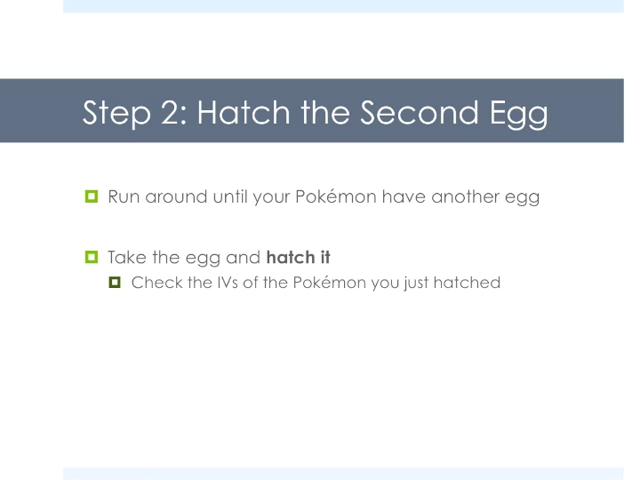 Step 2: Hatch the Second Egg
Run around until your Pokémon have another egg
Take the egg and hatch it
Check the IVs of the Pokémon you just hatched